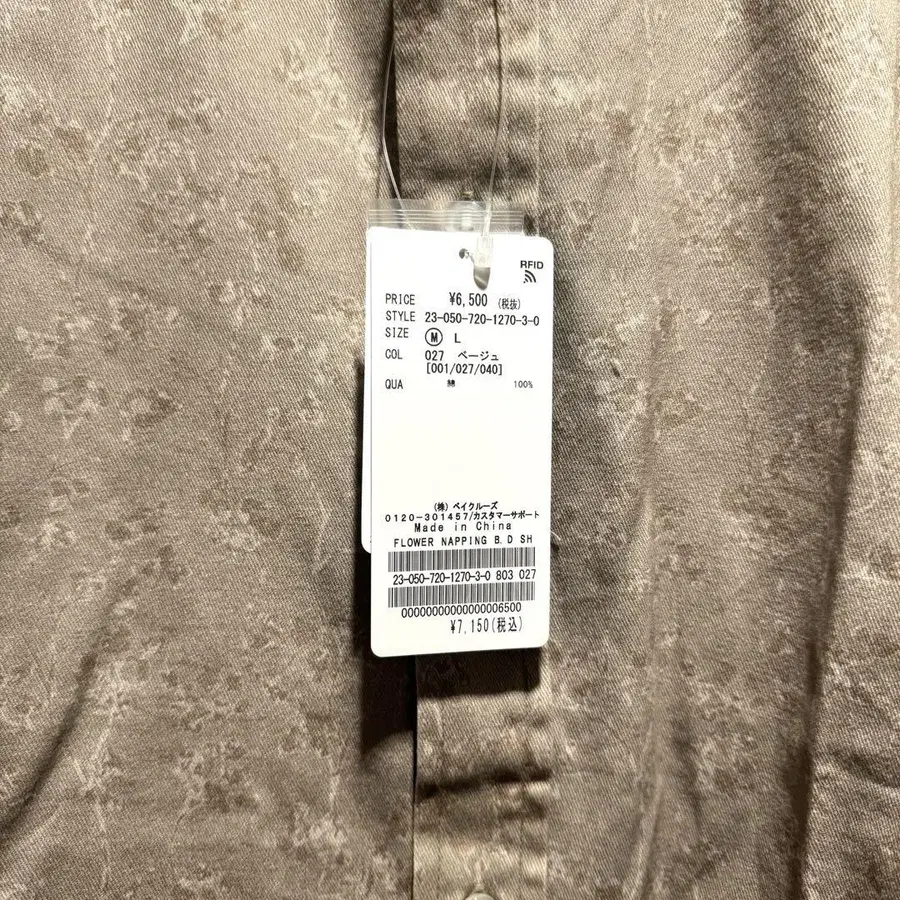 RFID
PRICE ¥6,500 (税抜)
STYLE 23-050-720-1270-3-0
SIZE M L
COL 027 ベージュ
[001/027/040]
QUA 綿 100%
(株) ベイクルーズ
0120-301457/カスタマーサポート
Made in China
FLOWER NAPPING B.D SH
23-050-720-1270-3-0 803 027
00000000000000006500
¥7,150(税込)